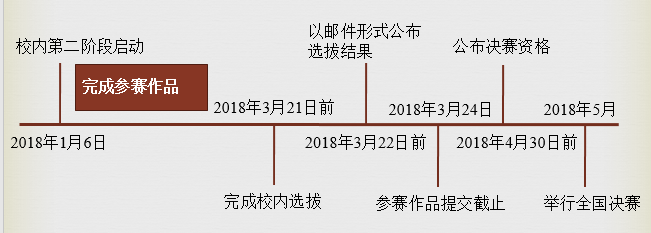 校内第二阶段启动
完成参赛作品
以邮件形式公布
选拔结果
公布决赛资格
2018年3月21日前
2018年3月24日
2018年5月
2018年1月6日
2018年3月22日前
2018年4月30日前
完成校内选拔
参赛作品提交截止
举行全国决赛